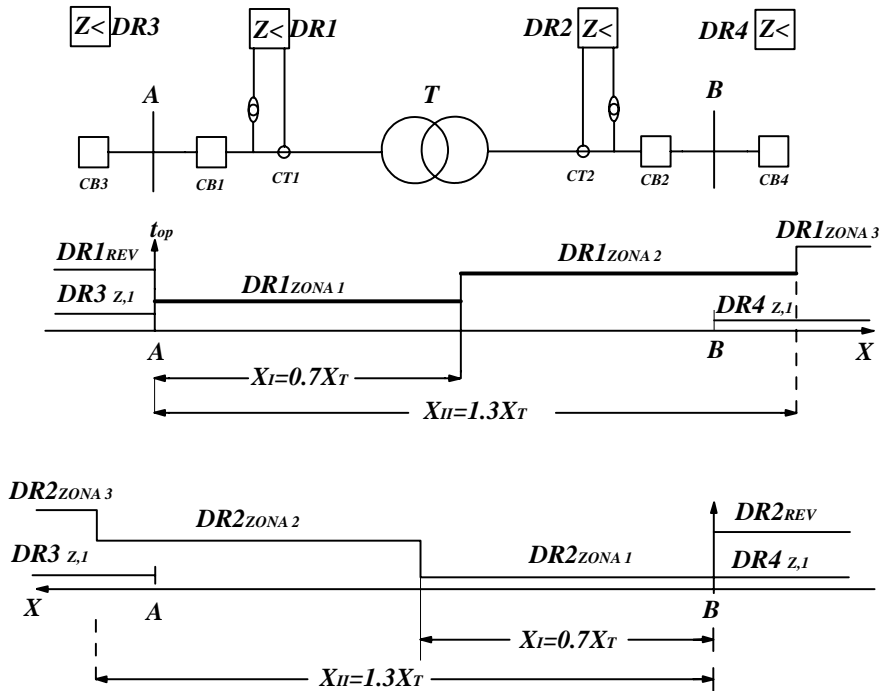 Z< DR3
Z< DR1
DR2 Z<
DR4 Z<
A
T
B
CB3
CB1
CT1
CT2
CB2
CB4
top
DR1REV
DR1ZONA 1
DR1ZONA 2
DR1ZONA 3
DR3 Z,1
DR4 Z,1
A
B
X
XI=0.7XT
XII=1.3XT
DR2ZONA 3
DR2ZONA 2
DR2ZONA 1
DR2REV
DR3 Z,1
DR4 Z,1
X
A
B
XI=0.7XT
XII=1.3XT